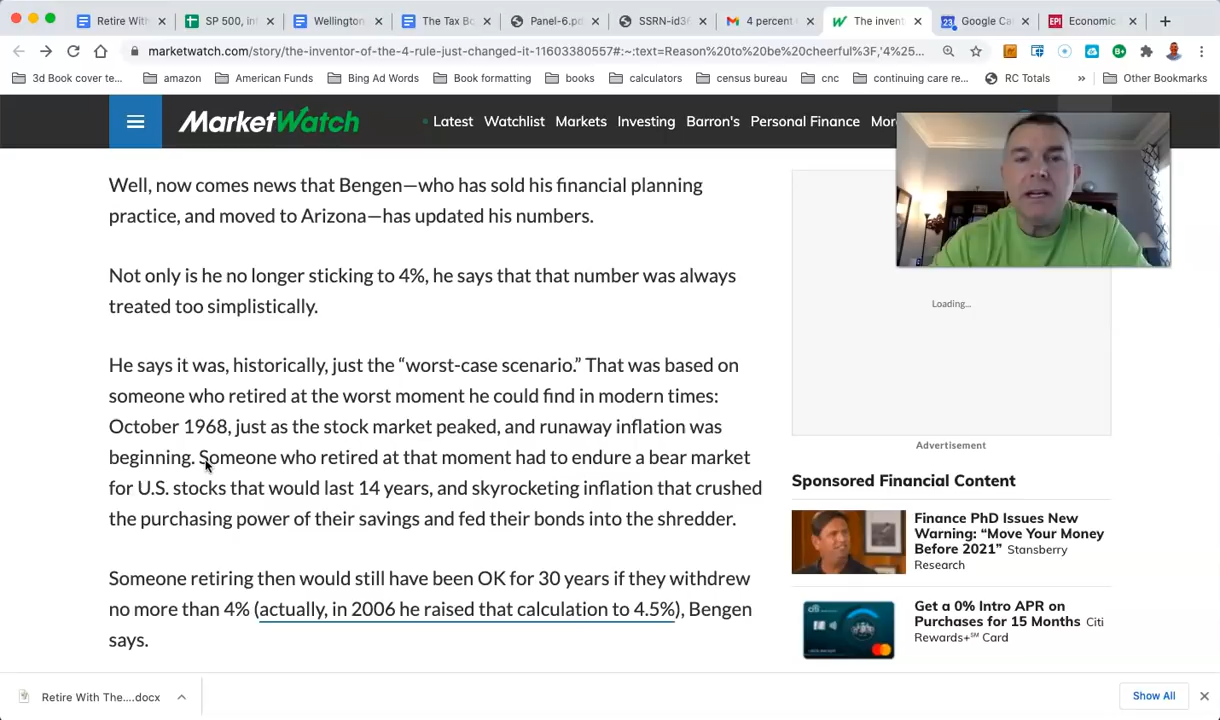 Retire With
SP 500, inf
Wellington
The Tax Bo
Panel-6.pd
SSRN-id36
4 percent
The invent
23
Google Ca
EPI
Economic
marketwatch.com/story/the-inventor-of-the-4-rule-just-changed-it-11603380557#:~:text=Reason%20to%20be%20cheerful%3F,'4%25...
3d Book cover te...
amazon
American Funds
Bing Ad Words
Book formatting
books
calculators
census bureau
cnc
continuing care re...
RC Totals
»
Other Bookmarks
MarketWatch
Latest
Watchlist
Markets
Investing
Barron's
Personal Finance
Mor
Well, now comes news that Bengen—who has sold his financial planning
practice, and moved to Arizona—has updated his numbers.
Not only is he no longer sticking to 4%, he says that that number was always
treated too simplistically.
He says it was, historically, just the “worst-case scenario.” That was based on
someone who retired at the worst moment he could find in modern times:
October 1968, just as the stock market peaked, and runaway inflation was
beginning. Someone who retired at that moment had to endure a bear market
for U.S. stocks that would last 14 years, and skyrocketing inflation that crushed
the purchasing power of their savings and fed their bonds into the shredder.
Someone retiring then would still have been OK for 30 years if they withdrew
no more than 4% (actually, in 2006 he raised that calculation to 4.5%), Bengen
says.
Loading...
Advertisement
Sponsored Financial Content
Finance PhD Issues New
Warning: “Move Your Money
Before 2021” Stansberry
Research
citi
Get a 0% Intro APR on
Purchases for 15 Months Citi
Rewards+℠ Card
Retire With The....docx
Show All